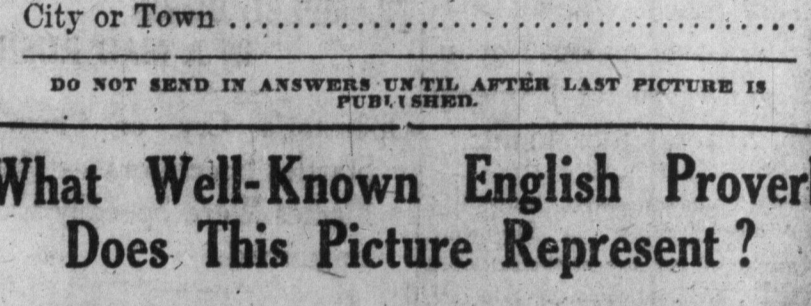 City or Town ........................................
DO NOT SEND IN ANSWERS UNTIL AFTER LAST PICTURE IS
PUBLISHED.
What Well-Known English Prover
Does This Picture Represent ?